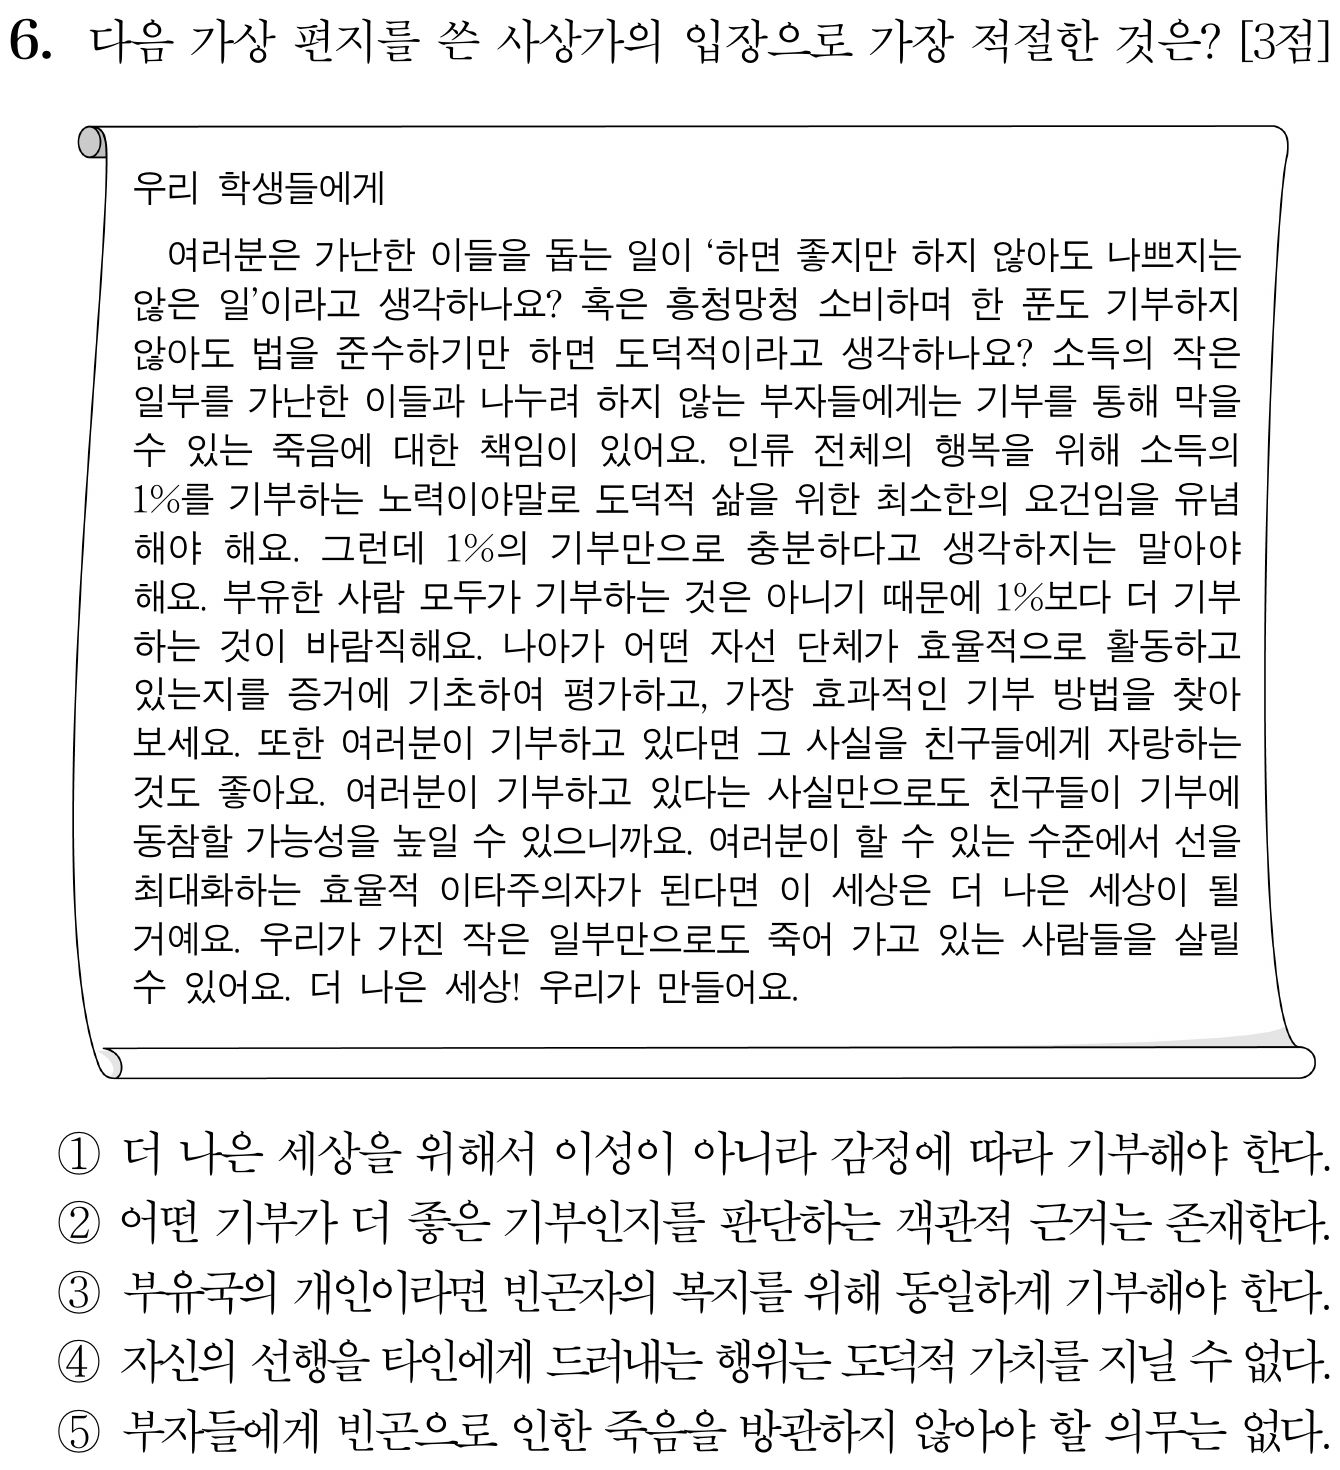 6. 다음 가상 편지를 쓴 사상가의 입장으로 가장 적절한 것은? [3점]
우리 학생들에게
여러분은 가난한 이들을 돕는 일이 ‘하면 좋지만 하지 않아도 나쁘지는
않은 일’이라고 생각하나요? 혹은 흥청망청 소비하며 한 푼도 기부하지
않아도 법을 준수하기만 하면 도덕적이라고 생각하나요? 소득의 작은
일부를 가난한 이들과 나누려 하지 않는 부자들에게는 기부를 통해 막을
수 있는 죽음에 대한 책임이 있어요. 인류 전체의 행복을 위해 소득의
1%를 기부하는 노력이야말로 도덕적 삶을 위한 최소한의 요건임을 유념
해야 해요. 그런데 1%의 기부만으로 충분하다고 생각하지는 말아야
해요. 부유한 사람 모두가 기부하는 것은 아니기 때문에 1%보다 더 기부
하는 것이 바람직해요. 나아가 어떤 자선 단체가 효율적으로 활동하고
있는지를 증거에 기초하여 평가하고, 가장 효과적인 기부 방법을 찾아
보세요. 또한 여러분이 기부하고 있다면 그 사실을 친구들에게 자랑하는
것도 좋아요. 여러분이 기부하고 있다는 사실만으로도 친구들이 기부에
동참할 가능성을 높일 수 있으니까요. 여러분이 할 수 있는 수준에서 선을
최대화하는 효율적 이타주의자가 된다면 이 세상은 더 나은 세상이 될
거예요. 우리가 가진 작은 일부만으로도 죽어 가고 있는 사람들을 살릴
수 있어요. 더 나은 세상! 우리가 만들어요.
① 더 나은 세상을 위해서 이성이 아니라 감정에 따라 기부해야 한다.
② 어떤 기부가 더 좋은 기부인지를 판단하는 객관적 근거는 존재한다.
③ 부유국의 개인이라면 빈곤자의 복지를 위해 동일하게 기부해야 한다.
④ 자신의 선행을 타인에게 드러내는 행위는 도덕적 가치를 지닐 수 없다.
⑤ 부자들에게 빈곤으로 인한 죽음을 방관하지 않아야 할 의무는 없다.